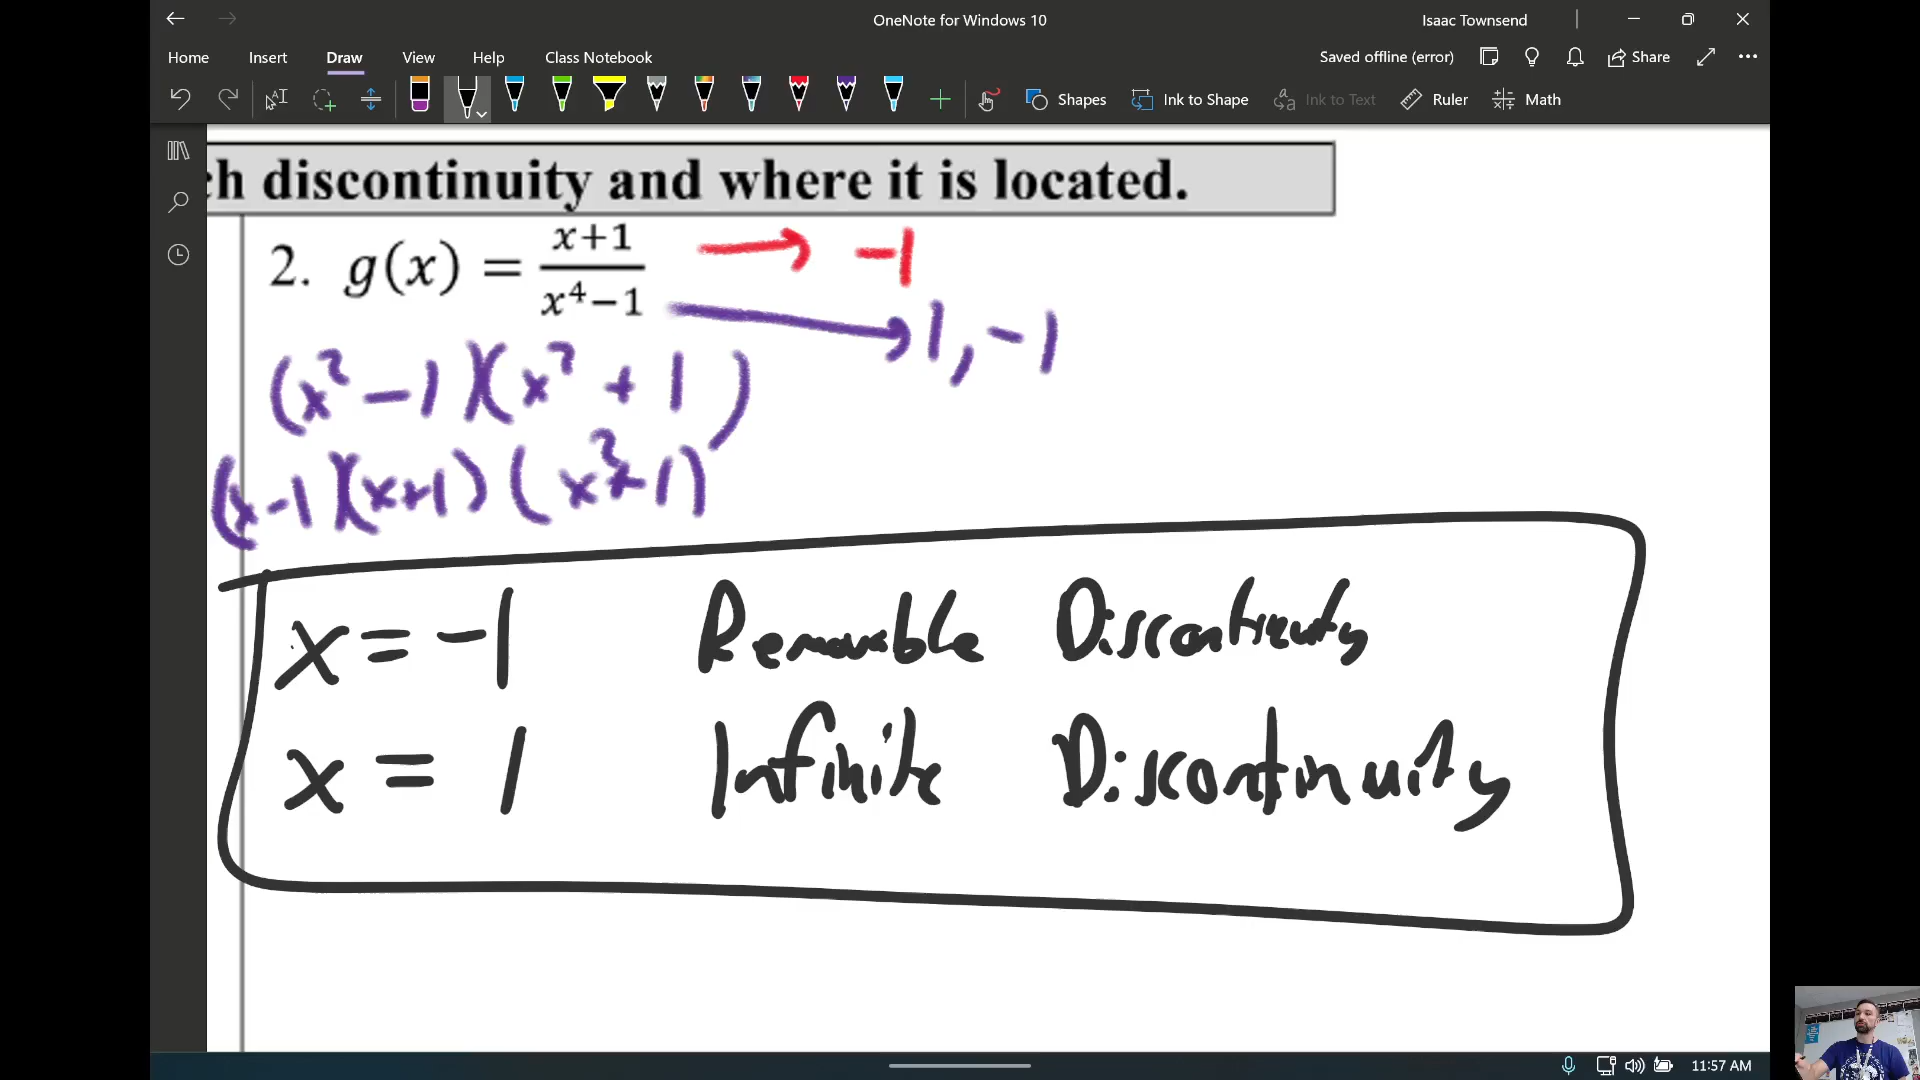 OneNote for Windows 10
Isaac Townsend
Home Insert Draw View Help Class Notebook
Saved offline (error) Share
Shapes Ink to Shape Ink to Text Ruler Math
ch discontinuity and where it is located.
2. g(x) = x+1 / x⁴−1 → −1
→ 1, −1
(x² − 1)(x² + 1)
(x−1)(x+1)(x²+1)
x = −1 Removable Discontinuity
x = 1 Infinite Discontinuity
11:57 AM